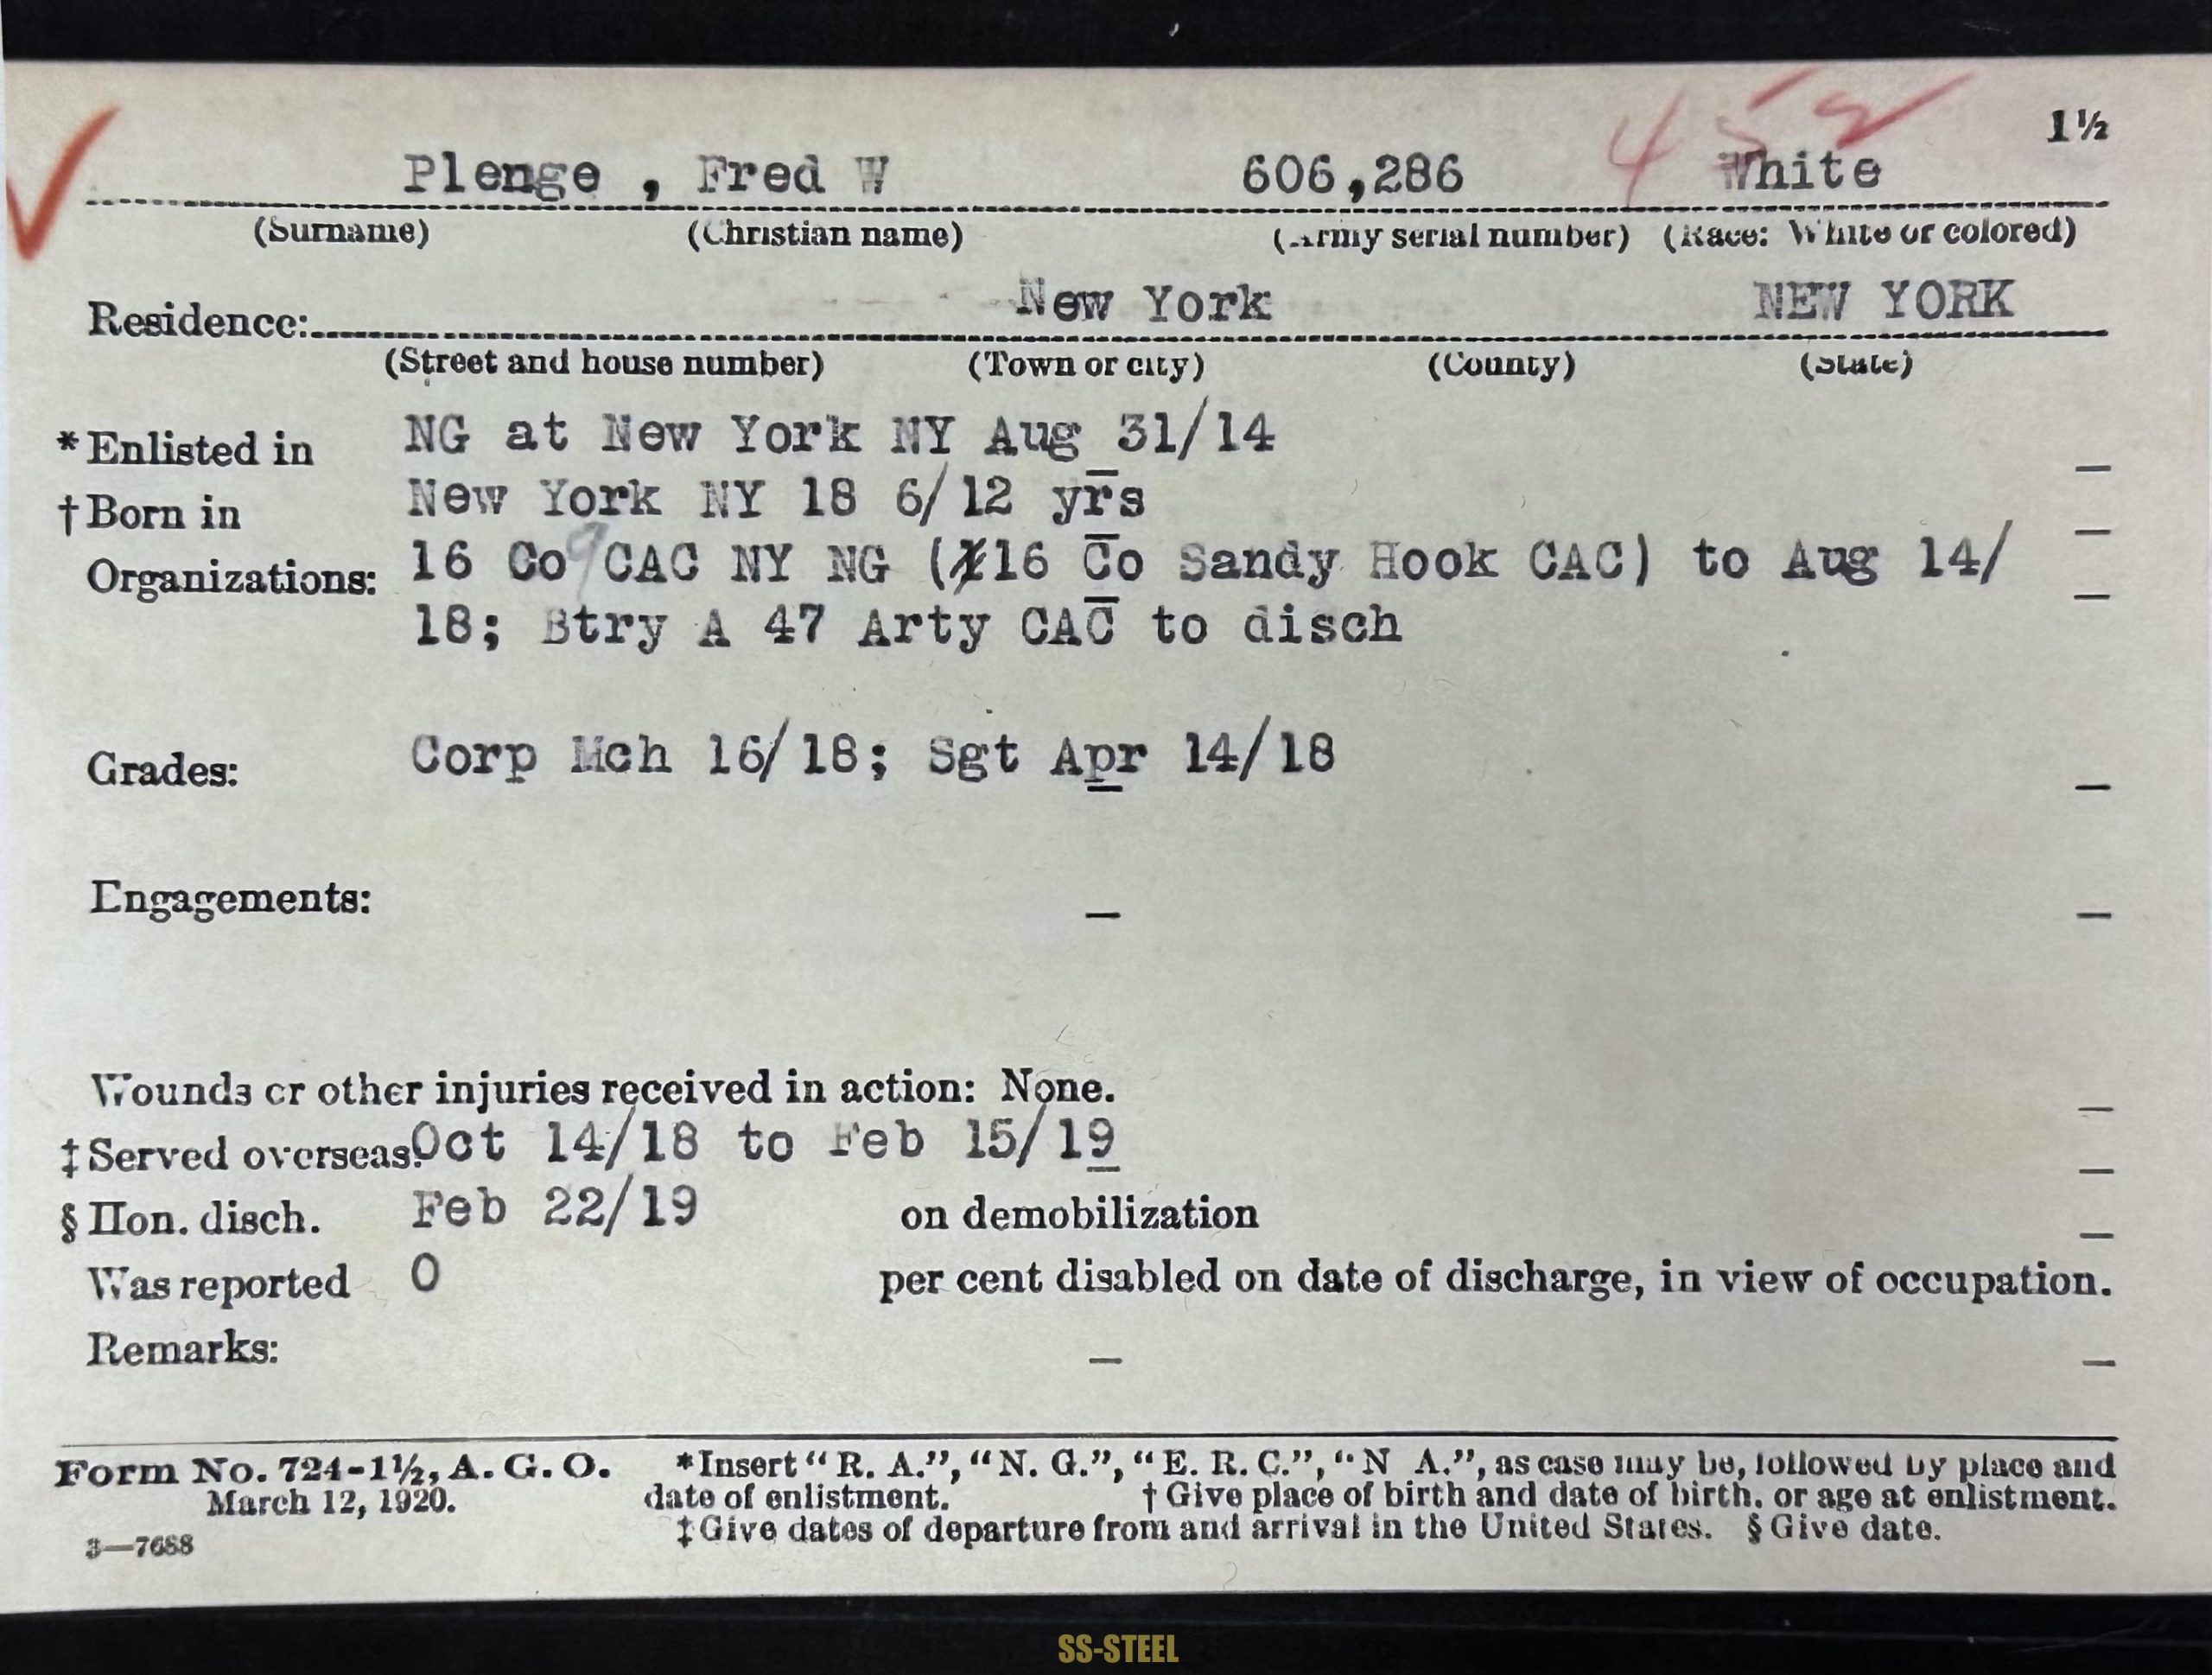 452
1½
Plenge , Fred W 606,286 White
(Surname) (Christian name) (Army serial number) (Race: White or colored)
Residence: New York NEW YORK
(Street and house number) (Town or city) (County) (State)
*Enlisted in NG at New York NY Aug 31/14
†Born in New York NY 18 6/12 yrs
Organizations: 16 Co 9 CAC NY NG (16 Co Sandy Hook CAC) to Aug 14/
18; Btry A 47 Arty CAC to disch
Grades: Corp Mch 16/18; Sgt Apr 14/18
Engagements: –
Wounds or other injuries received in action: None.
‡Served overseas: Oct 14/18 to Feb 15/19
§Hon. disch. Feb 22/19 on demobilization
Was reported 0 per cent disabled on date of discharge, in view of occupation.
Remarks: –
Form No. 724-1½, A. G. O. *Insert “R. A.”, “N. G.”, “E. R. C.”, “N A.”, as case may be, followed by place and
March 12, 1920. date of enlistment. †Give place of birth and date of birth, or age at enlistment.
3—7688 ‡Give dates of departure from and arrival in the United States. §Give date.
SS-STEEL